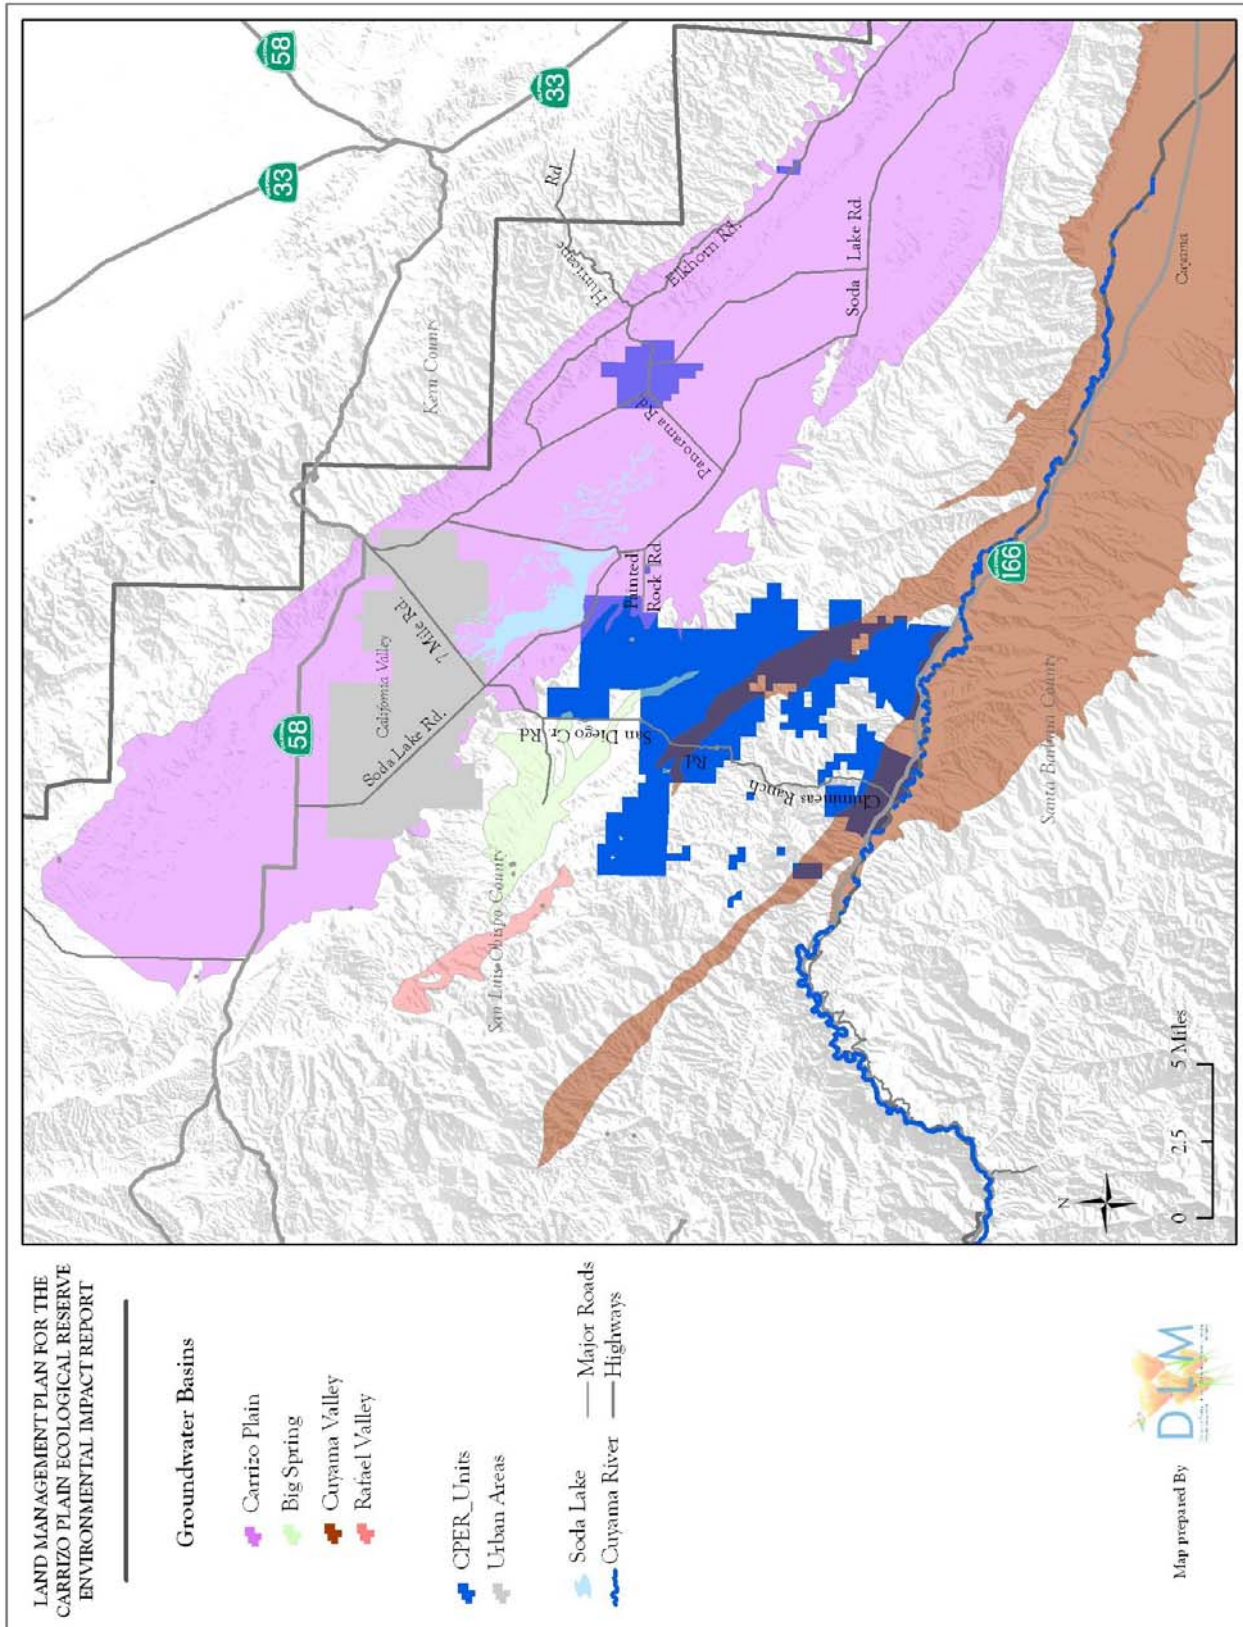 LAND MANAGEMENT PLAN FOR THE
CARRIZO PLAIN ECOLOGICAL RESERVE
ENVIRONMENTAL IMPACT REPORT
Groundwater Basins
Carrizo Plain
Big Spring
Cuyama Valley
Rafael Valley
CPER_Units
Urban Areas
Soda Lake
Cuyama River
Major Roads
Highways
Map prepared By
DLM
58
33
33
58
166
Kern County
California Valley
San Luis Obispo County
Santa Barbara County
Cuyama
7 Mile Rd.
Soda Lake Rd.
San Diego Cr. Rd
Chimineas Ranch Rd
Painted
Rock Rd.
Panorama Rd
Hurricane Rd
Elkhorn Rd.
Soda Lake Rd.
N
0 2.5 5 Miles